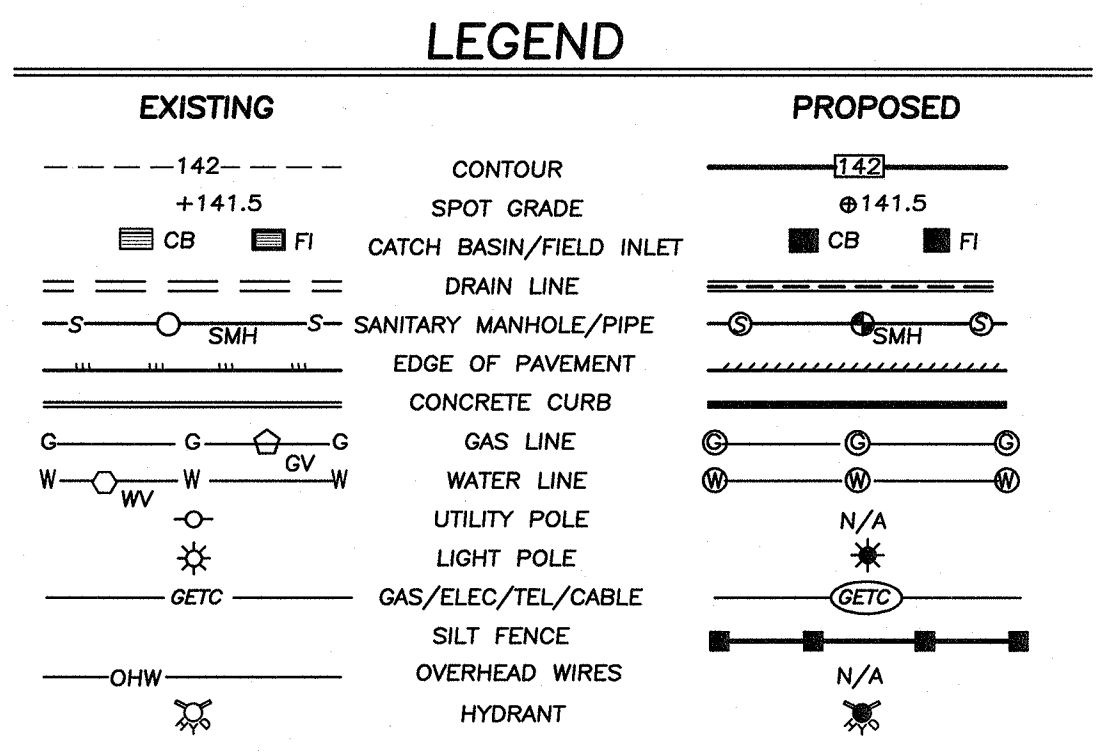 LEGEND
EXISTING PROPOSED
142 CONTOUR 142
+141.5 SPOT GRADE ⊕141.5
CB FI CATCH BASIN/FIELD INLET CB FI
DRAIN LINE
S SMH S SANITARY MANHOLE/PIPE S SMH S
EDGE OF PAVEMENT
CONCRETE CURB
G G GV G GAS LINE G G G
W WV W W WATER LINE W W W
UTILITY POLE N/A
LIGHT POLE
GETC GAS/ELEC/TEL/CABLE GETC
SILT FENCE
OHW OVERHEAD WIRES N/A
HYD HYDRANT HYD